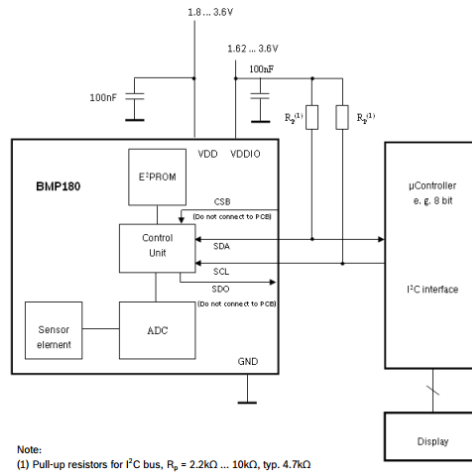 1.8 ... 3.6V
1.62 ... 3.6V
100nF
100nF
Rp(1)
Rp(1)
VDD
VDDIO
BMP180
E²PROM
CSB
(Do not connect to PCB)
Control
Unit
SDA
SCL
SDO
(Do not connect to PCB)
Sensor
element
ADC
GND
µController
e. g. 8 bit
I²C interface
Display
Note:
(1) Pull-up resistors for I²C bus, Rp = 2.2kΩ ... 10kΩ, typ. 4.7kΩ